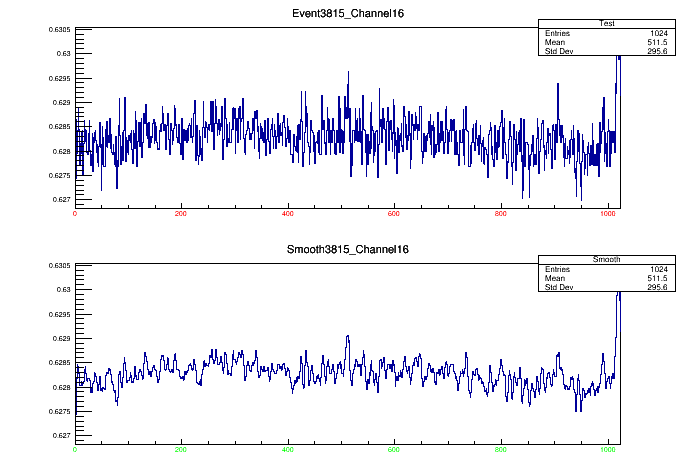 Event3815_Channel16
Test
Entries 1024
Mean 511.5
Std Dev 295.6
0.6305
0.63
0.6295
0.629
0.6285
0.628
0.6275
0.627
0 200 400 600 800 1000
Smooth3815_Channel16
Smooth
Entries 1024
Mean 511.5
Std Dev 295.6
0.6305
0.63
0.6295
0.629
0.6285
0.628
0.6275
0.627
0 200 400 600 800 1000